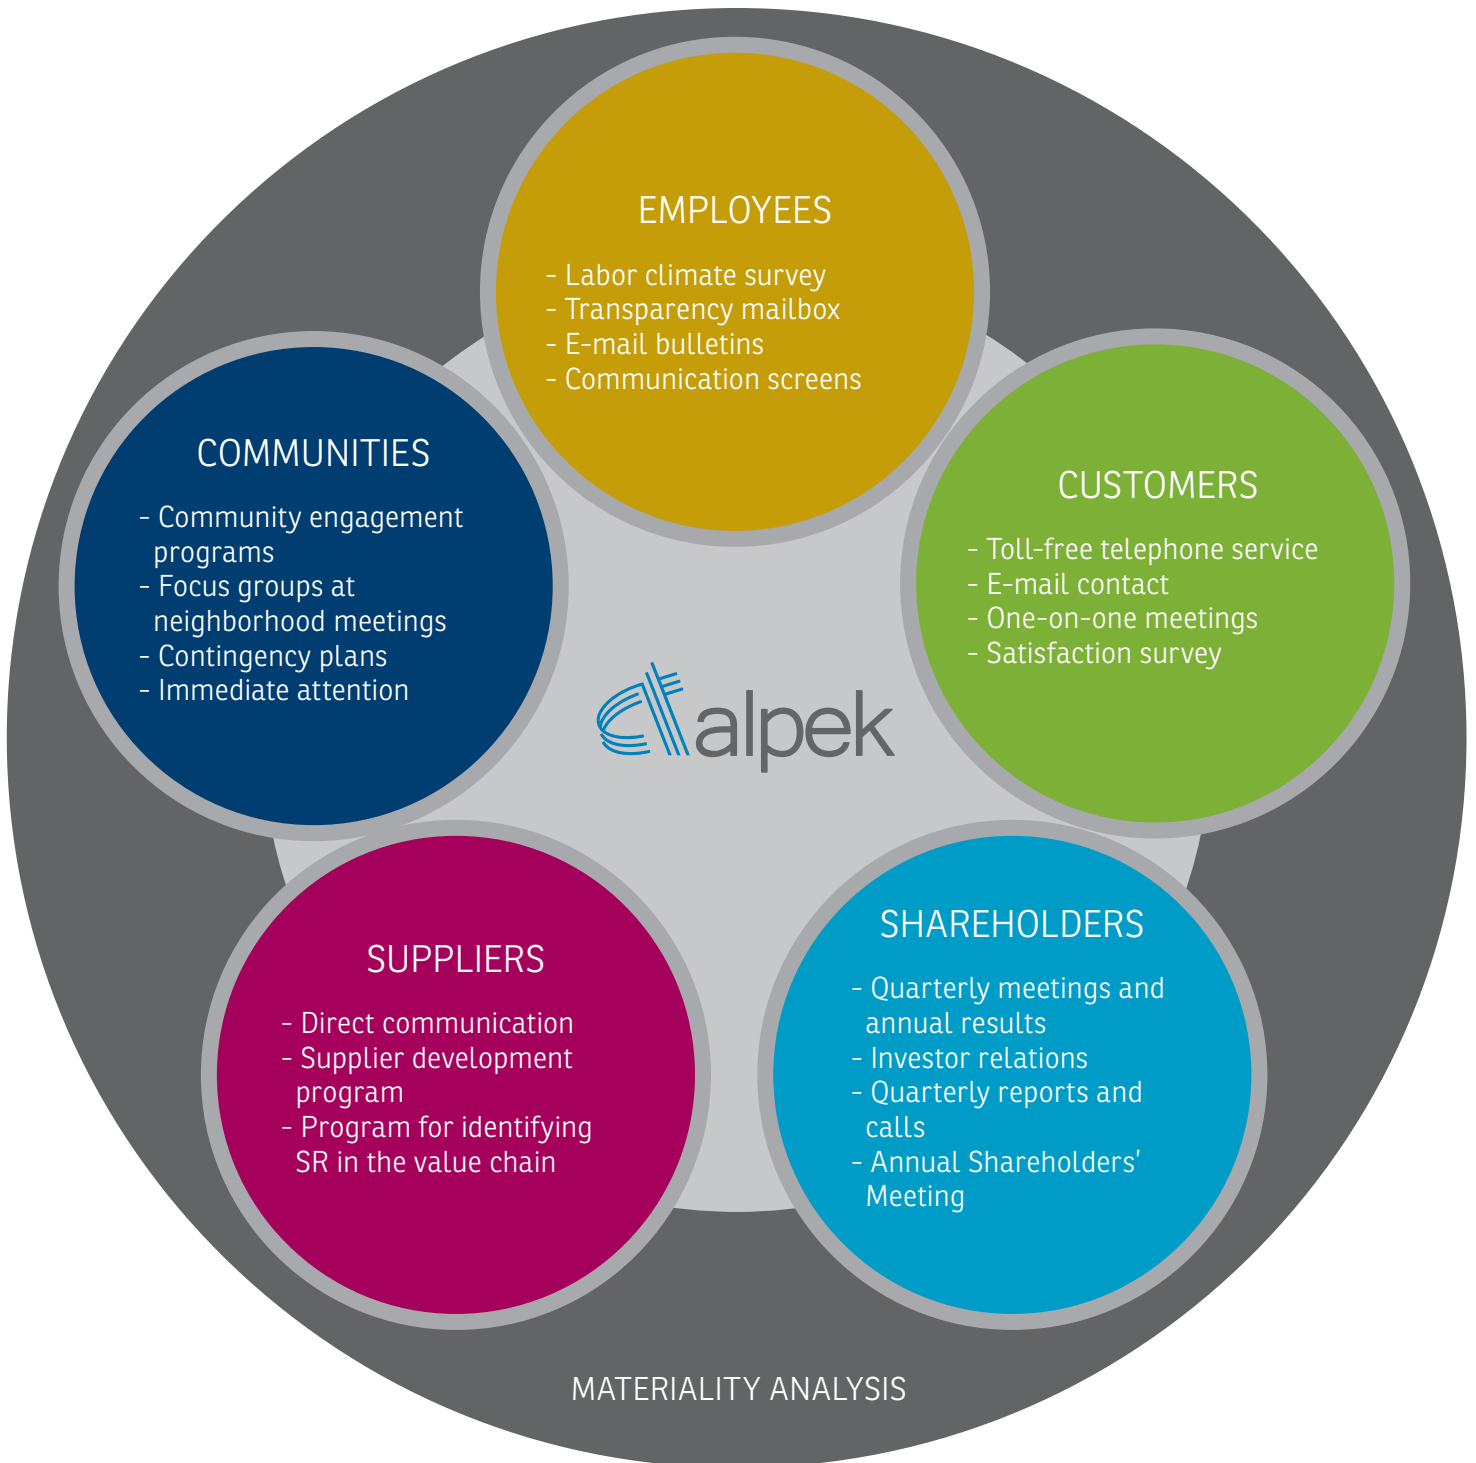 EMPLOYEES
- Labor climate survey
- Transparency mailbox
- E-mail bulletins
- Communication screens
COMMUNITIES
- Community engagement
programs
- Focus groups at
neighborhood meetings
- Contingency plans
- Immediate attention
CUSTOMERS
- Toll-free telephone service
- E-mail contact
- One-on-one meetings
- Satisfaction survey
alpek
SUPPLIERS
- Direct communication
- Supplier development
program
- Program for identifying
SR in the value chain
SHAREHOLDERS
- Quarterly meetings and
annual results
- Investor relations
- Quarterly reports and
calls
- Annual Shareholders'
Meeting
MATERIALITY ANALYSIS